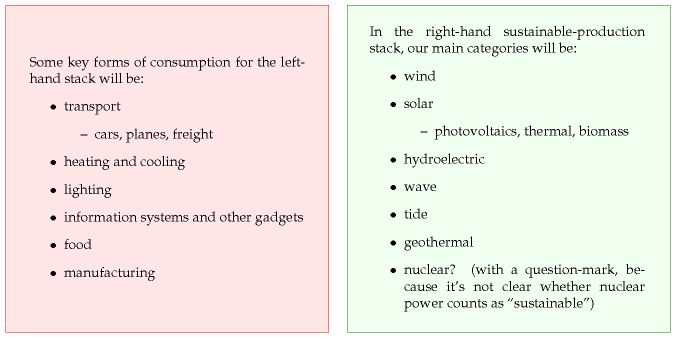 Some key forms of consumption for the left-
hand stack will be:
• transport
– cars, planes, freight
• heating and cooling
• lighting
• information systems and other gadgets
• food
• manufacturing
In the right-hand sustainable-production
stack, our main categories will be:
• wind
• solar
– photovoltaics, thermal, biomass
• hydroelectric
• wave
• tide
• geothermal
• nuclear? (with a question-mark, be-
cause it’s not clear whether nuclear
power counts as “sustainable”)